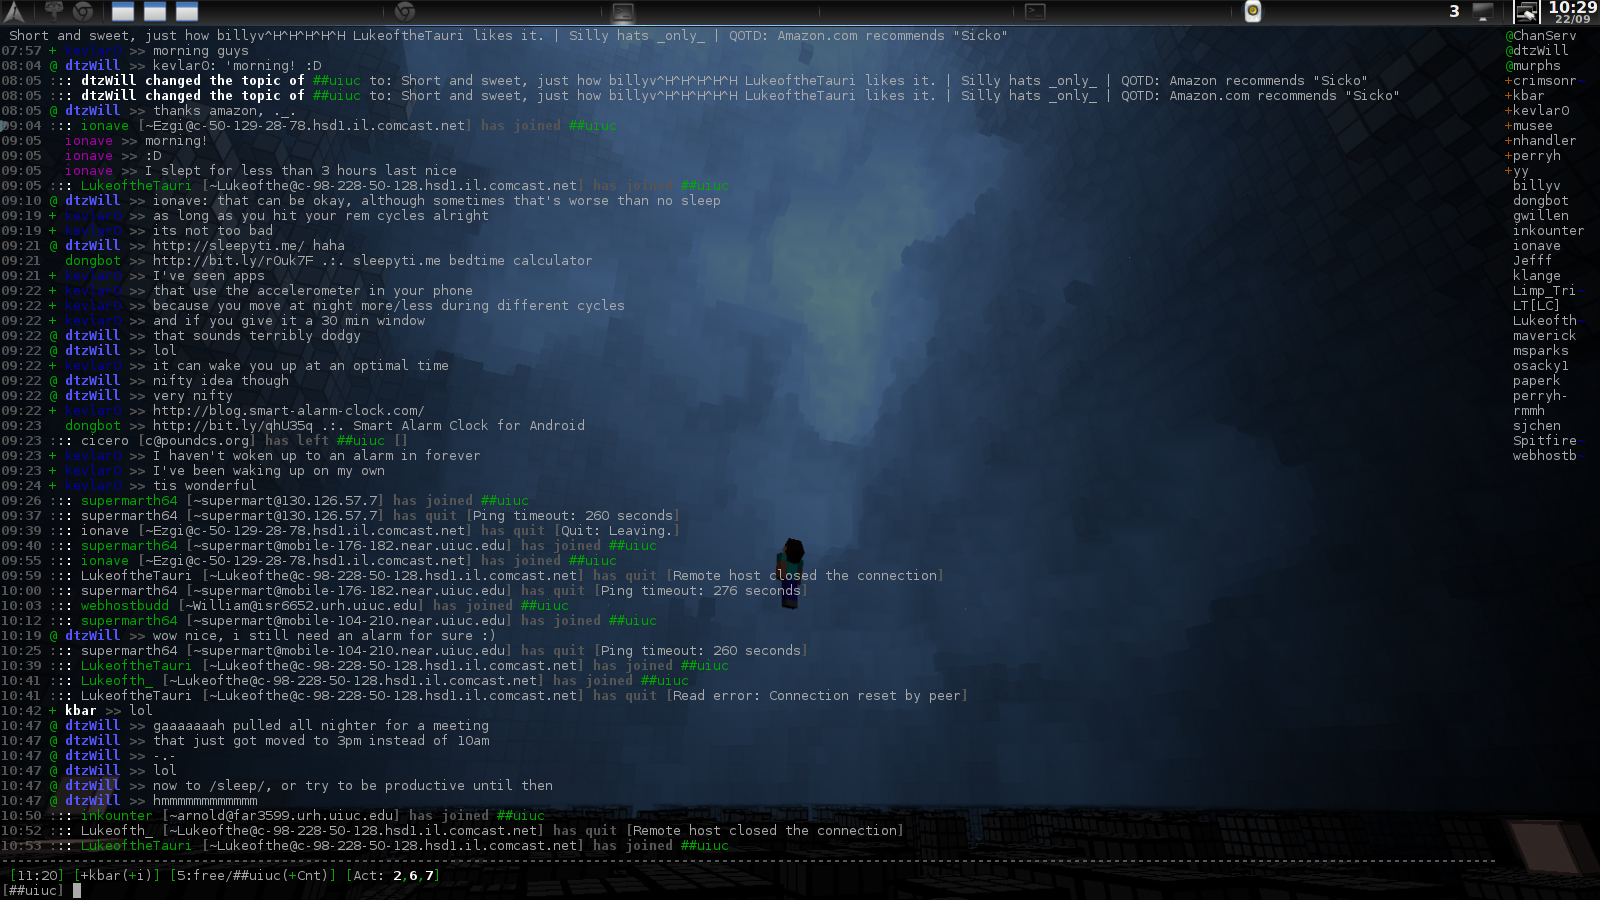 3
10:29
22/09
Short and sweet, just how billyv^H^H^H^H^H LukeoftheTauri likes it. | Silly hats _only_ | QOTD: Amazon.com recommends "Sicko"
07:57 + kevlar0 >> morning guys
08:04 @ dtzWill >> kevlar0: 'morning! :D
08:05 ::: dtzWill changed the topic of ##uiuc to: Short and sweet, just how billyv^H^H^H^H^H LukeoftheTauri likes it. | Silly hats _only_ | QOTD: Amazon recommends "Sicko"
08:05 ::: dtzWill changed the topic of ##uiuc to: Short and sweet, just how billyv^H^H^H^H^H LukeoftheTauri likes it. | Silly hats _only_ | QOTD: Amazon.com recommends "Sicko"
08:05 @ dtzWill >> thanks amazon, ._.
09:04 ::: ionave [~Ezgi@c-50-129-28-78.hsd1.il.comcast.net] has joined ##uiuc
09:05 ionave >> morning!
09:05 ionave >> :D
09:05 ionave >> I slept for less than 3 hours last nice
09:05 ::: LukeoftheTauri [~Lukeofthe@c-98-228-50-128.hsd1.il.comcast.net] has joined ##uiuc
09:10 @ dtzWill >> ionave: that can be okay, although sometimes that's worse than no sleep
09:19 + kevlar0 >> as long as you hit your rem cycles alright
09:19 + kevlar0 >> its not too bad
09:21 @ dtzWill >> http://sleepyti.me/ haha
09:21 dongbot >> http://bit.ly/r0uk7F .:. sleepyti.me bedtime calculator
09:21 + kevlar0 >> I've seen apps
09:22 + kevlar0 >> that use the accelerometer in your phone
09:22 + kevlar0 >> because you move at night more/less during different cycles
09:22 + kevlar0 >> and if you give it a 30 min window
09:22 @ dtzWill >> that sounds terribly dodgy
09:22 @ dtzWill >> lol
09:22 + kevlar0 >> it can wake you up at an optimal time
09:22 @ dtzWill >> nifty idea though
09:22 @ dtzWill >> very nifty
09:22 + kevlar0 >> http://blog.smart-alarm-clock.com/
09:23 dongbot >> http://bit.ly/qhU35q .:. Smart Alarm Clock for Android
09:23 ::: cicero [c@poundcs.org] has left ##uiuc []
09:23 + kevlar0 >> I haven't woken up to an alarm in forever
09:23 + kevlar0 >> I've been waking up on my own
09:24 + kevlar0 >> tis wonderful
09:26 ::: supermarth64 [~supermart@130.126.57.7] has joined ##uiuc
09:37 ::: supermarth64 [~supermart@130.126.57.7] has quit [Ping timeout: 260 seconds]
09:39 ::: ionave [~Ezgi@c-50-129-28-78.hsd1.il.comcast.net] has quit [Quit: Leaving.]
09:40 ::: supermarth64 [~supermart@mobile-176-182.near.uiuc.edu] has joined ##uiuc
09:55 ::: ionave [~Ezgi@c-50-129-28-78.hsd1.il.comcast.net] has joined ##uiuc
09:59 ::: LukeoftheTauri [~Lukeofthe@c-98-228-50-128.hsd1.il.comcast.net] has quit [Remote host closed the connection]
10:00 ::: supermarth64 [~supermart@mobile-176-182.near.uiuc.edu] has quit [Ping timeout: 276 seconds]
10:03 ::: webhostbudd [~William@isr6652.urh.uiuc.edu] has joined ##uiuc
10:12 ::: supermarth64 [~supermart@mobile-104-210.near.uiuc.edu] has joined ##uiuc
10:19 @ dtzWill >> wow nice, i still need an alarm for sure :)
10:25 ::: supermarth64 [~supermart@mobile-104-210.near.uiuc.edu] has quit [Ping timeout: 260 seconds]
10:39 ::: LukeoftheTauri [~Lukeofthe@c-98-228-50-128.hsd1.il.comcast.net] has joined ##uiuc
10:41 ::: Lukeofth_ [~Lukeofthe@c-98-228-50-128.hsd1.il.comcast.net] has joined ##uiuc
10:41 ::: LukeoftheTauri [~Lukeofthe@c-98-228-50-128.hsd1.il.comcast.net] has quit [Read error: Connection reset by peer]
10:42 + kbar >> lol
10:47 @ dtzWill >> gaaaaaaah pulled all nighter for a meeting
10:47 @ dtzWill >> that just got moved to 3pm instead of 10am
10:47 @ dtzWill >> -.-
10:47 @ dtzWill >> lol
10:47 @ dtzWill >> now to /sleep/, or try to be productive until then
10:47 @ dtzWill >> hmmmmmmmmmmmm
10:50 ::: inkounter [~arnold@far3599.urh.uiuc.edu] has joined ##uiuc
10:52 ::: Lukeofth_ [~Lukeofthe@c-98-228-50-128.hsd1.il.comcast.net] has quit [Remote host closed the connection]
10:53 ::: LukeoftheTauri [~Lukeofthe@c-98-228-50-128.hsd1.il.comcast.net] has joined ##uiuc
[11:20] [+kbar(+i)] [5:free/##uiuc(+Cnt)] [Act: 2,6,7]
[##uiuc]
@ChanServ
@dtzWill
@murphs
+crimsonr~
+kbar
+kevlar0
+musee
+nhandler
+perryh
+yy
billyv
dongbot
gwillen
inkounter
ionave
Jefff
klange
Limp_Tri~
LT[LC]
Lukeofth~
maverick
msparks
osacky1
paperk
perryh-
rmmh
sjchen
Spitfire~
webhostb~